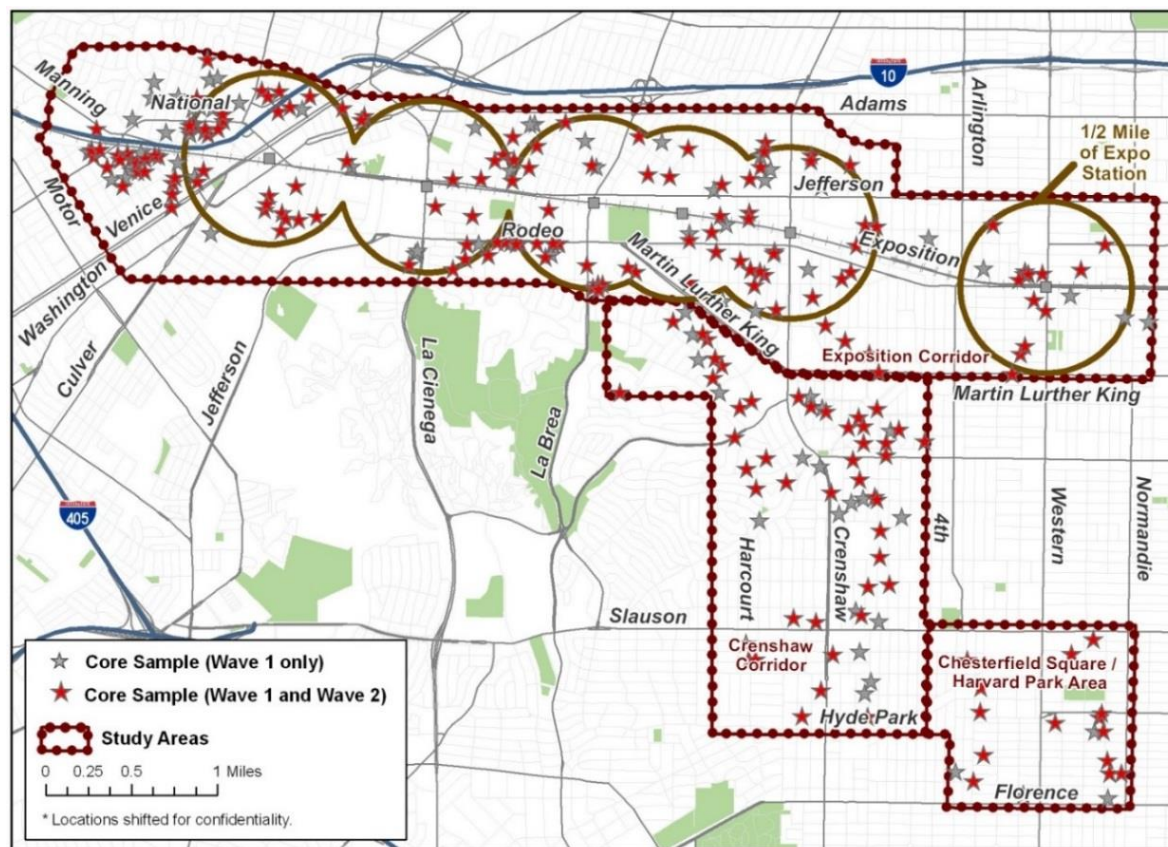 10
Adams
Arlington
Manning
National
1/2 Mile
of Expo
Station
Motor
Venice
Jefferson
Rodeo
Exposition
Washington
Martin Lurther King
Culver
Jefferson
La Cienega
La Brea
Exposition Corridor
Martin Lurther King
405
Harcourt
Crenshaw
4th
Western
Normandie
Slauson
Crenshaw
Corridor
Chesterfield Square /
Harvard Park Area
Hyde Park
Florence
Core Sample (Wave 1 only)
Core Sample (Wave 1 and Wave 2)
Study Areas
0 0.25 0.5 1 Miles
* Locations shifted for confidentiality.